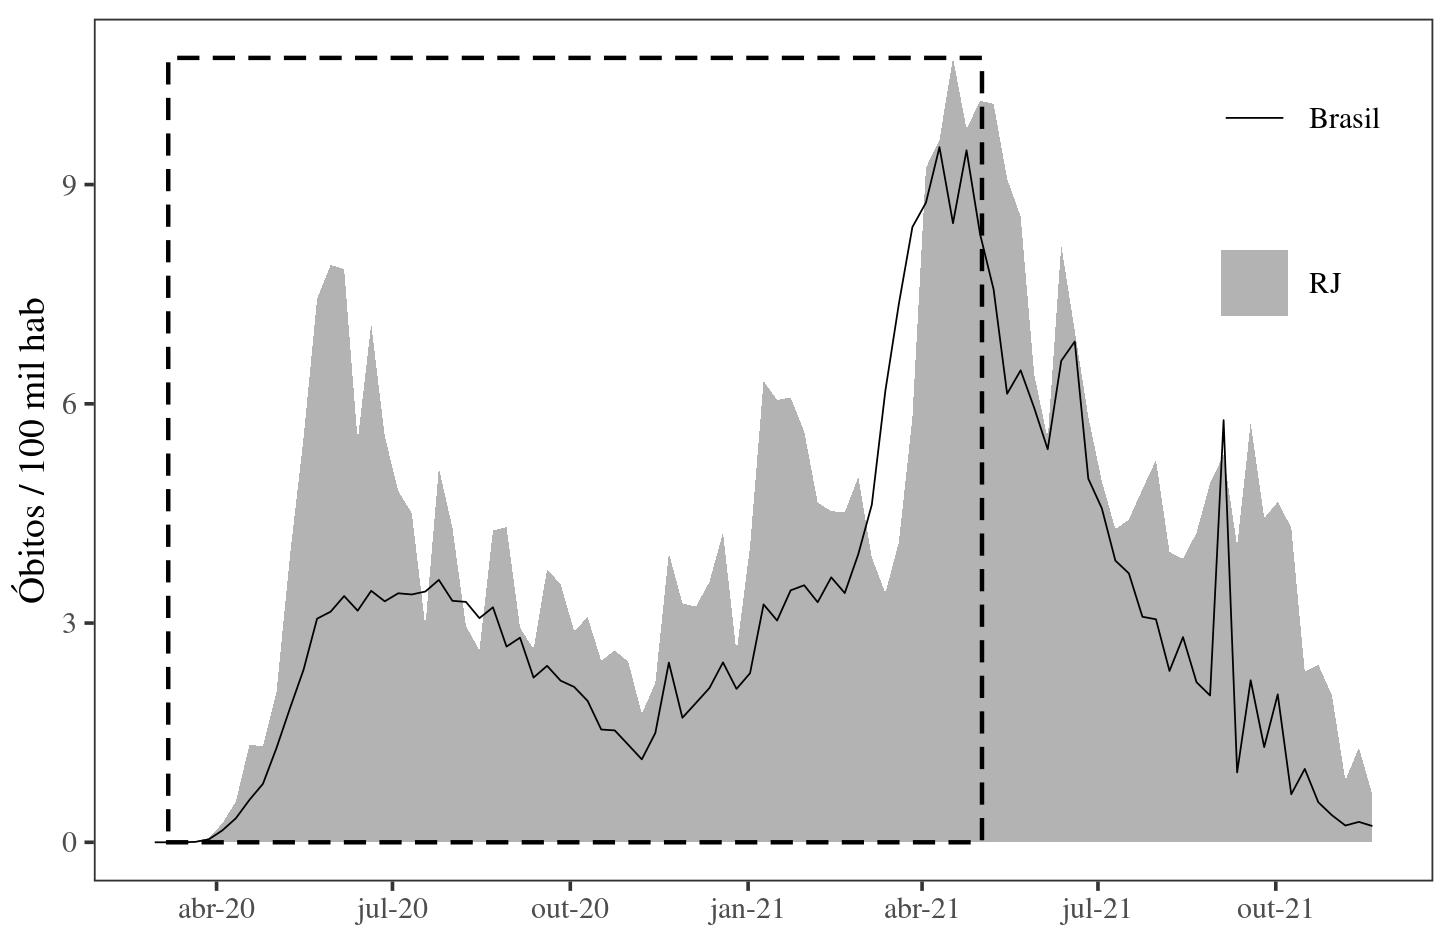 Óbitos / 100 mil hab
9
6
3
0
abr-20
jul-20
out-20
jan-21
abr-21
jul-21
out-21
Brasil
RJ